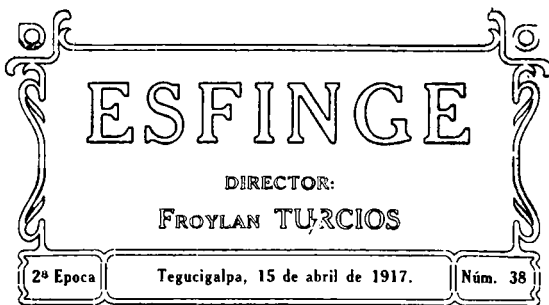 ESFINGE
DIRECTOR:
FROYLAN TURCIOS
2ª Epoca
Tegucigalpa, 15 de abril de 1917.
Núm. 38